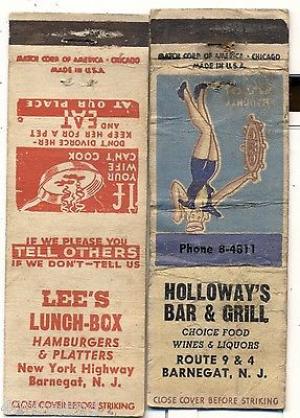 MATCH CORP OF AMERICA · CHICAGO
MADE IN U.S.A.
If
YOUR
WIFE
CAN'T COOK
DON'T DIVORCE HER-
KEEP HER FOR A PET
AND EAT
AT OUR PLACE
IF WE PLEASE YOU
TELL OTHERS
IF WE DON'T-TELL US
LEE'S
LUNCH-BOX
HAMBURGERS
& PLATTERS
New York Highway
Barnegat, N. J.
CLOSE COVER BEFORE STRIKING
MATCH CORP OF AMERICA · CHICAGO
MADE IN U.S.A.
Phone 8-4811
HOLLOWAY'S
BAR & GRILL
CHOICE FOOD
WINES & LIQUORS
ROUTE 9 & 4
BARNEGAT, N. J.
CLOSE COVER BEFORE STRIKING